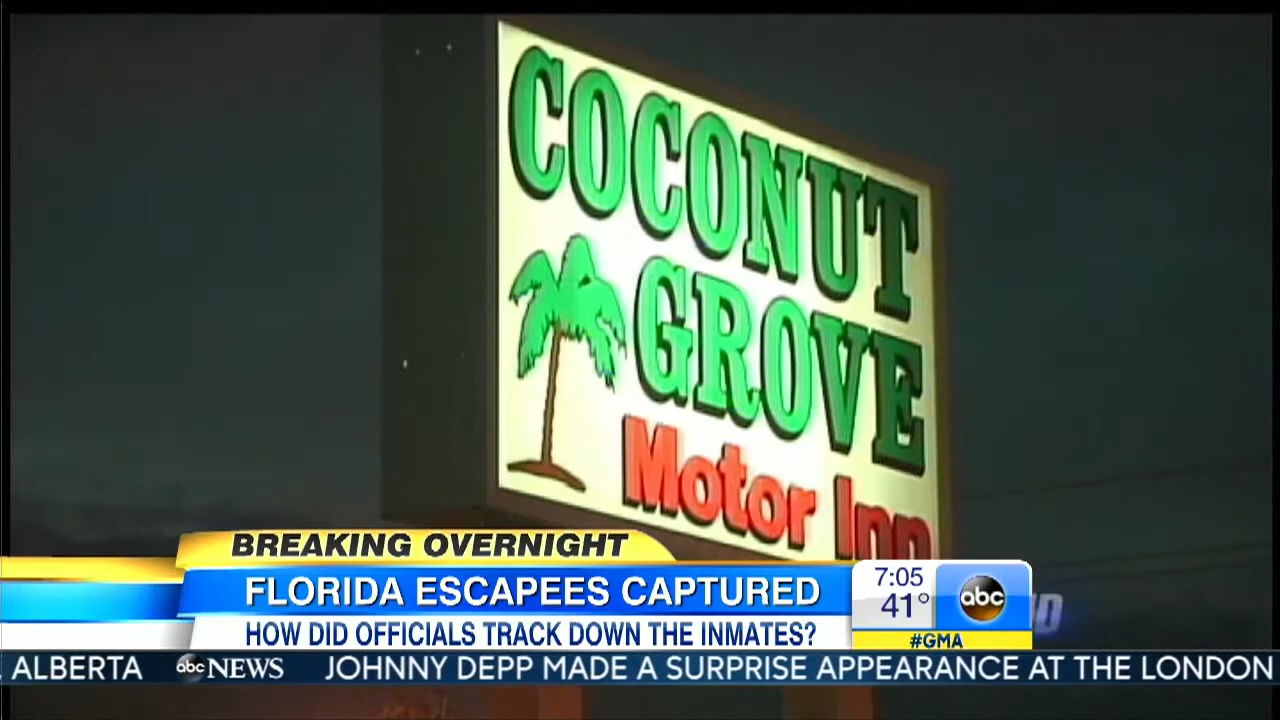 COCONUT
GROVE
Motor Inn
BREAKING OVERNIGHT
FLORIDA ESCAPEES CAPTURED
HOW DID OFFICIALS TRACK DOWN THE INMATES?
7:05
41°
abc
HD
#GMA
ALBERTA abc NEWS JOHNNY DEPP MADE A SURPRISE APPEARANCE AT THE LONDON